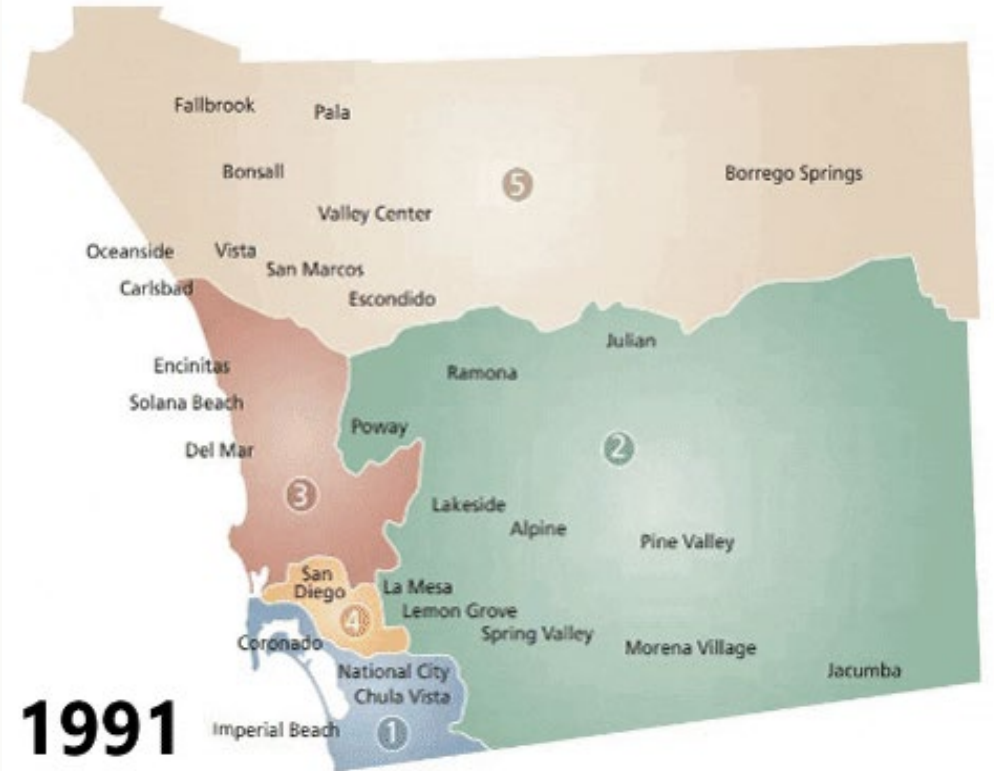 Fallbrook
Pala
Bonsall
5
Borrego Springs
Valley Center
Oceanside
Vista
San Marcos
Carlsbad
Escondido
Julian
Encinitas
Ramona
Solana Beach
Poway
Del Mar
2
3
Lakeside
Alpine
Pine Valley
San
Diego
La Mesa
Lemon Grove
4
Spring Valley
Coronado
Morena Village
National City
Jacumba
Chula Vista
Imperial Beach
1
1991